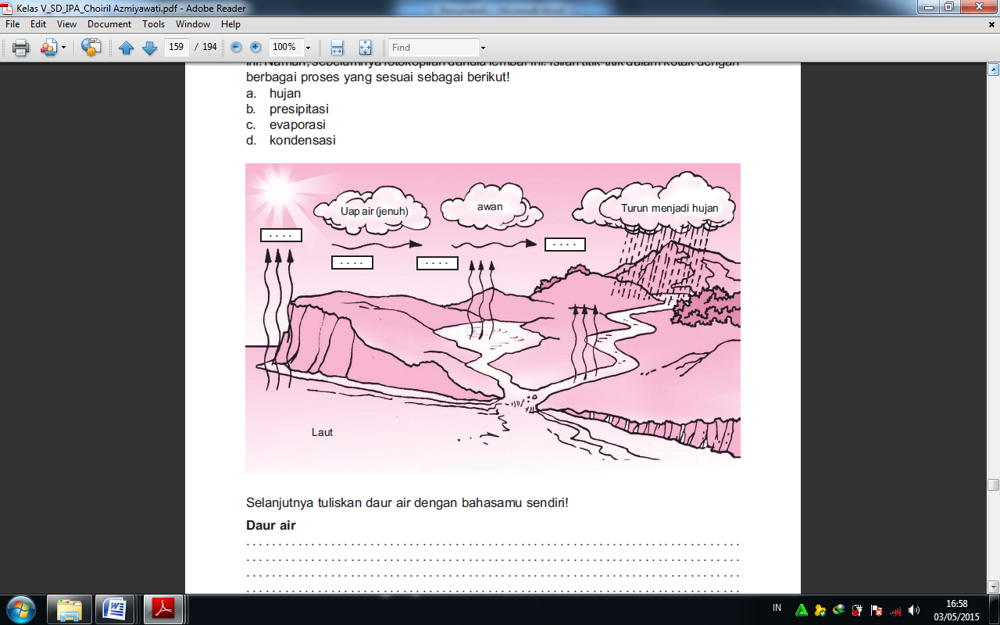 Kelas V_SD_IPA_Choiril Azmiyawati.pdf - Adobe Reader
File Edit View Document Tools Window Help
159 / 194 100% Find
ini! Namun, sebelumnya fotokopilah dahulu lembar ini! Isilah titik-titik dalam kotak dengan
berbagai proses yang sesuai sebagai berikut!
a. hujan
b. presipitasi
c. evaporasi
d. kondensasi
Uap air (jenuh)
awan
Turun menjadi hujan
. . . .
. . . .
. . . .
. . . .
Laut
Selanjutnya tuliskan daur air dengan bahasamu sendiri!
Daur air
IN
16:58
03/05/2015